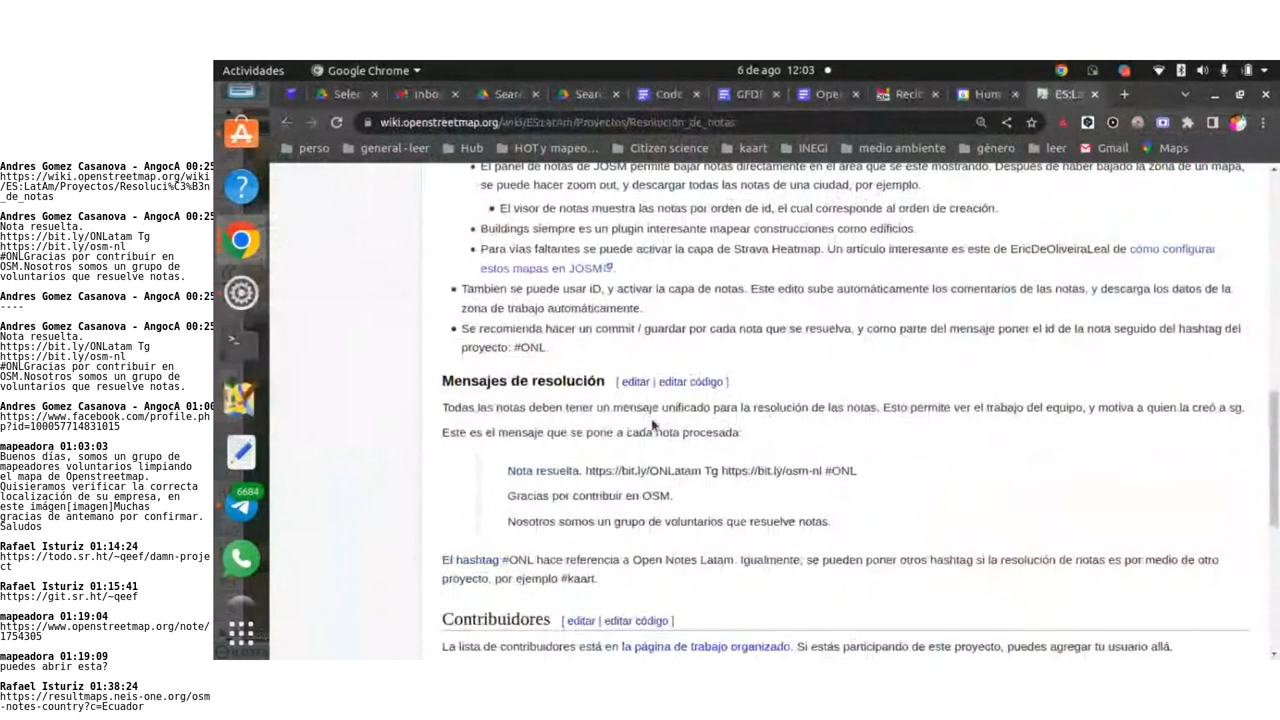 Andres Gomez Casanova - AngocA 00:25
https://wiki.openstreetmap.org/wiki
/ES:LatAm/Proyectos/Resoluci%C3%B3n
_de_notas
Andres Gomez Casanova - AngocA 00:25
Nota resuelta.
https://bit.ly/ONLatam Tg
https://bit.ly/osm-nl
#ONLGracias por contribuir en
OSM.Nosotros somos un grupo de
voluntarios que resuelve notas.
Andres Gomez Casanova - AngocA 00:25
----
Andres Gomez Casanova - AngocA 00:25
Nota resuelta.
https://bit.ly/ONLatam Tg
https://bit.ly/osm-nl
#ONLGracias por contribuir en
OSM.Nosotros somos un grupo de
voluntarios que resuelve notas.
Andres Gomez Casanova - AngocA 01:00
https://www.facebook.com/profile.ph
p?id=100057714831015
mapeadora 01:03:03
Buenos días, somos un grupo de
mapeadores voluntarios limpiando
el mapa de Openstreetmap.
Quisieramos verificar la correcta
localización de su empresa, en
este imágen[imagen]Muchas
gracias de antemano por confirmar.
Saludos
Rafael Isturiz 01:14:24
https://todo.sr.ht/~qeef/damn-proje
ct
Rafael Isturiz 01:15:41
https://git.sr.ht/~qeef
mapeadora 01:19:04
https://www.openstreetmap.org/note/
1754305
mapeadora 01:19:09
puedes abrir esta?
Rafael Isturiz 01:38:24
https://resultmaps.neis-one.org/osm
-notes-country?c=Ecuador
Actividades Google Chrome 6 de ago 12:03
Selec Inbo Sear Sear Code GFDI Ope Recit Hum ES:L
wiki.openstreetmap.org/wiki/ES:LatAm/Proyectos/Resolución_de_notas
perso general-leer Hub HOT y mapeo... Citizen science kaart INEGI medio ambiente género leer Gmail Maps
6684
El panel de notas de JOSM permite bajar notas directamente en el área que se este mostrando. Después de haber bajado la zona de un mapa,
se puede hacer zoom out, y descargar todas las notas de una ciudad, por ejemplo.
El visor de notas muestra las notas por orden de id, el cual corresponde al orden de creación.
Buildings siempre es un plugin interesante mapear construcciones como edificios.
Para vías faltantes se puede activar la capa de Strava Heatmap. Un artículo interesante es este de EricDeOliveiraLeal de cómo configurar
estos mapas en JOSM.
Tambien se puede usar iD, y activar la capa de notas. Este edito sube automáticamente los comentarios de las notas, y descarga los datos de la
zona de trabajo automáticamente.
Se recomienda hacer un commit / guardar por cada nota que se resuelva, y como parte del mensaje poner el id de la nota seguido del hashtag del
proyecto: #ONL.
Mensajes de resolución [ editar | editar código ]
Todas las notas deben tener un mensaje unificado para la resolución de las notas. Esto permite ver el trabajo del equipo, y motiva a quien la creó a sg.
Este es el mensaje que se pone a cada nota procesada:
Nota resuelta. https://bit.ly/ONLatam Tg https://bit.ly/osm-nl #ONL
Gracias por contribuir en OSM.
Nosotros somos un grupo de voluntarios que resuelve notas.
El hashtag #ONL hace referencia a Open Notes Latam. Igualmente, se pueden poner otros hashtag si la resolución de notas es por medio de otro
proyecto, por ejemplo #kaart.
Contribuidores [ editar | editar código ]
La lista de contribuidores está en la página de trabajo organizado. Si estás participando de este proyecto, puedes agregar tu usuario allá.